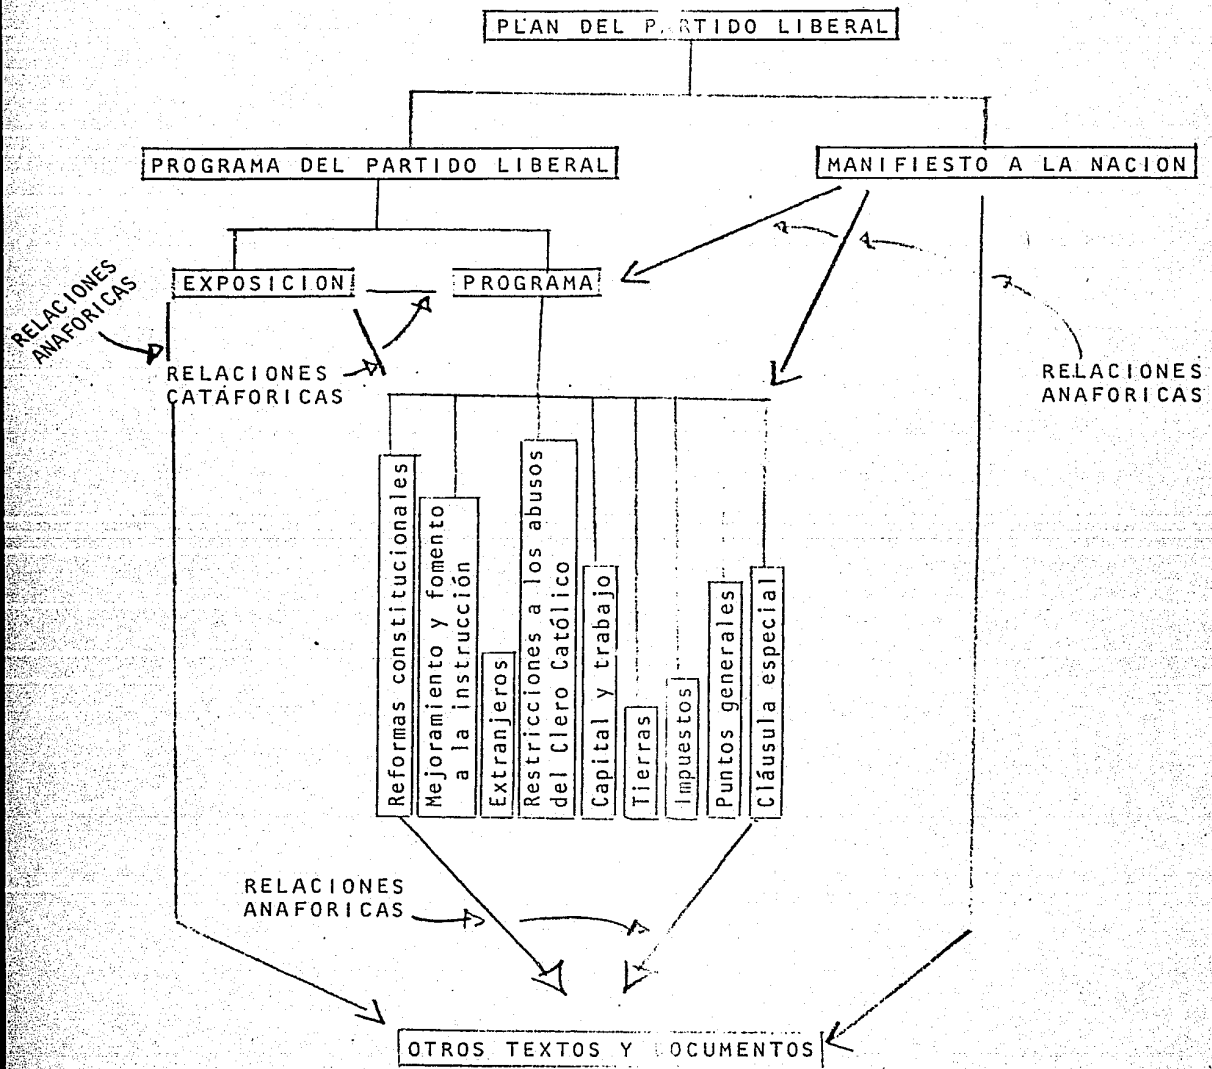 PLAN DEL PARTIDO LIBERAL
PROGRAMA DEL PARTIDO LIBERAL
MANIFIESTO A LA NACION
EXPOSICION
PROGRAMA
RELACIONES
ANAFORICAS
RELACIONES
CATAFORICAS
RELACIONES
ANAFORICAS
Reformas constitucionales
Mejoramiento y fomento
a la instrucción
Extranjeros
Restricciones a los abusos
del Clero Católico
Capital y trabajo
Tierras
Impuestos
Puntos generales
Cláusula especial
RELACIONES
ANAFORICAS
OTROS TEXTOS Y DOCUMENTOS